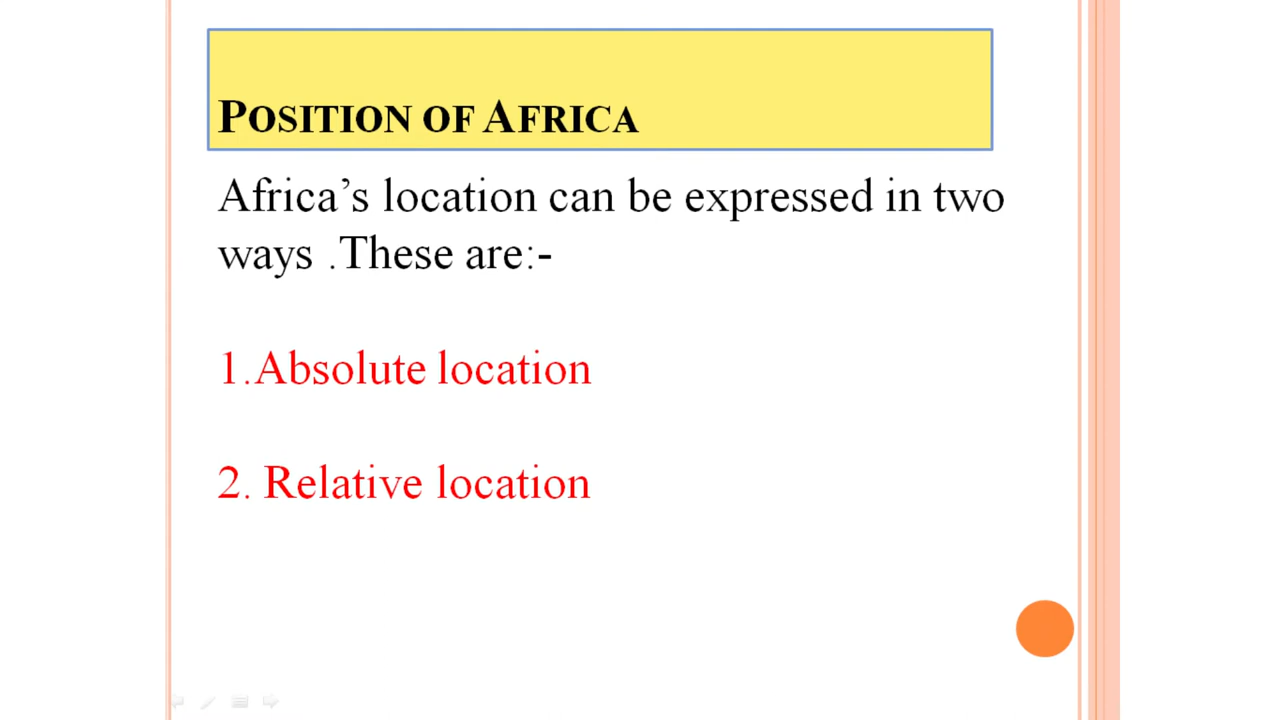 POSITION OF AFRICA
Africa’s location can be expressed in two
ways .These are:-
1.Absolute location
2. Relative location